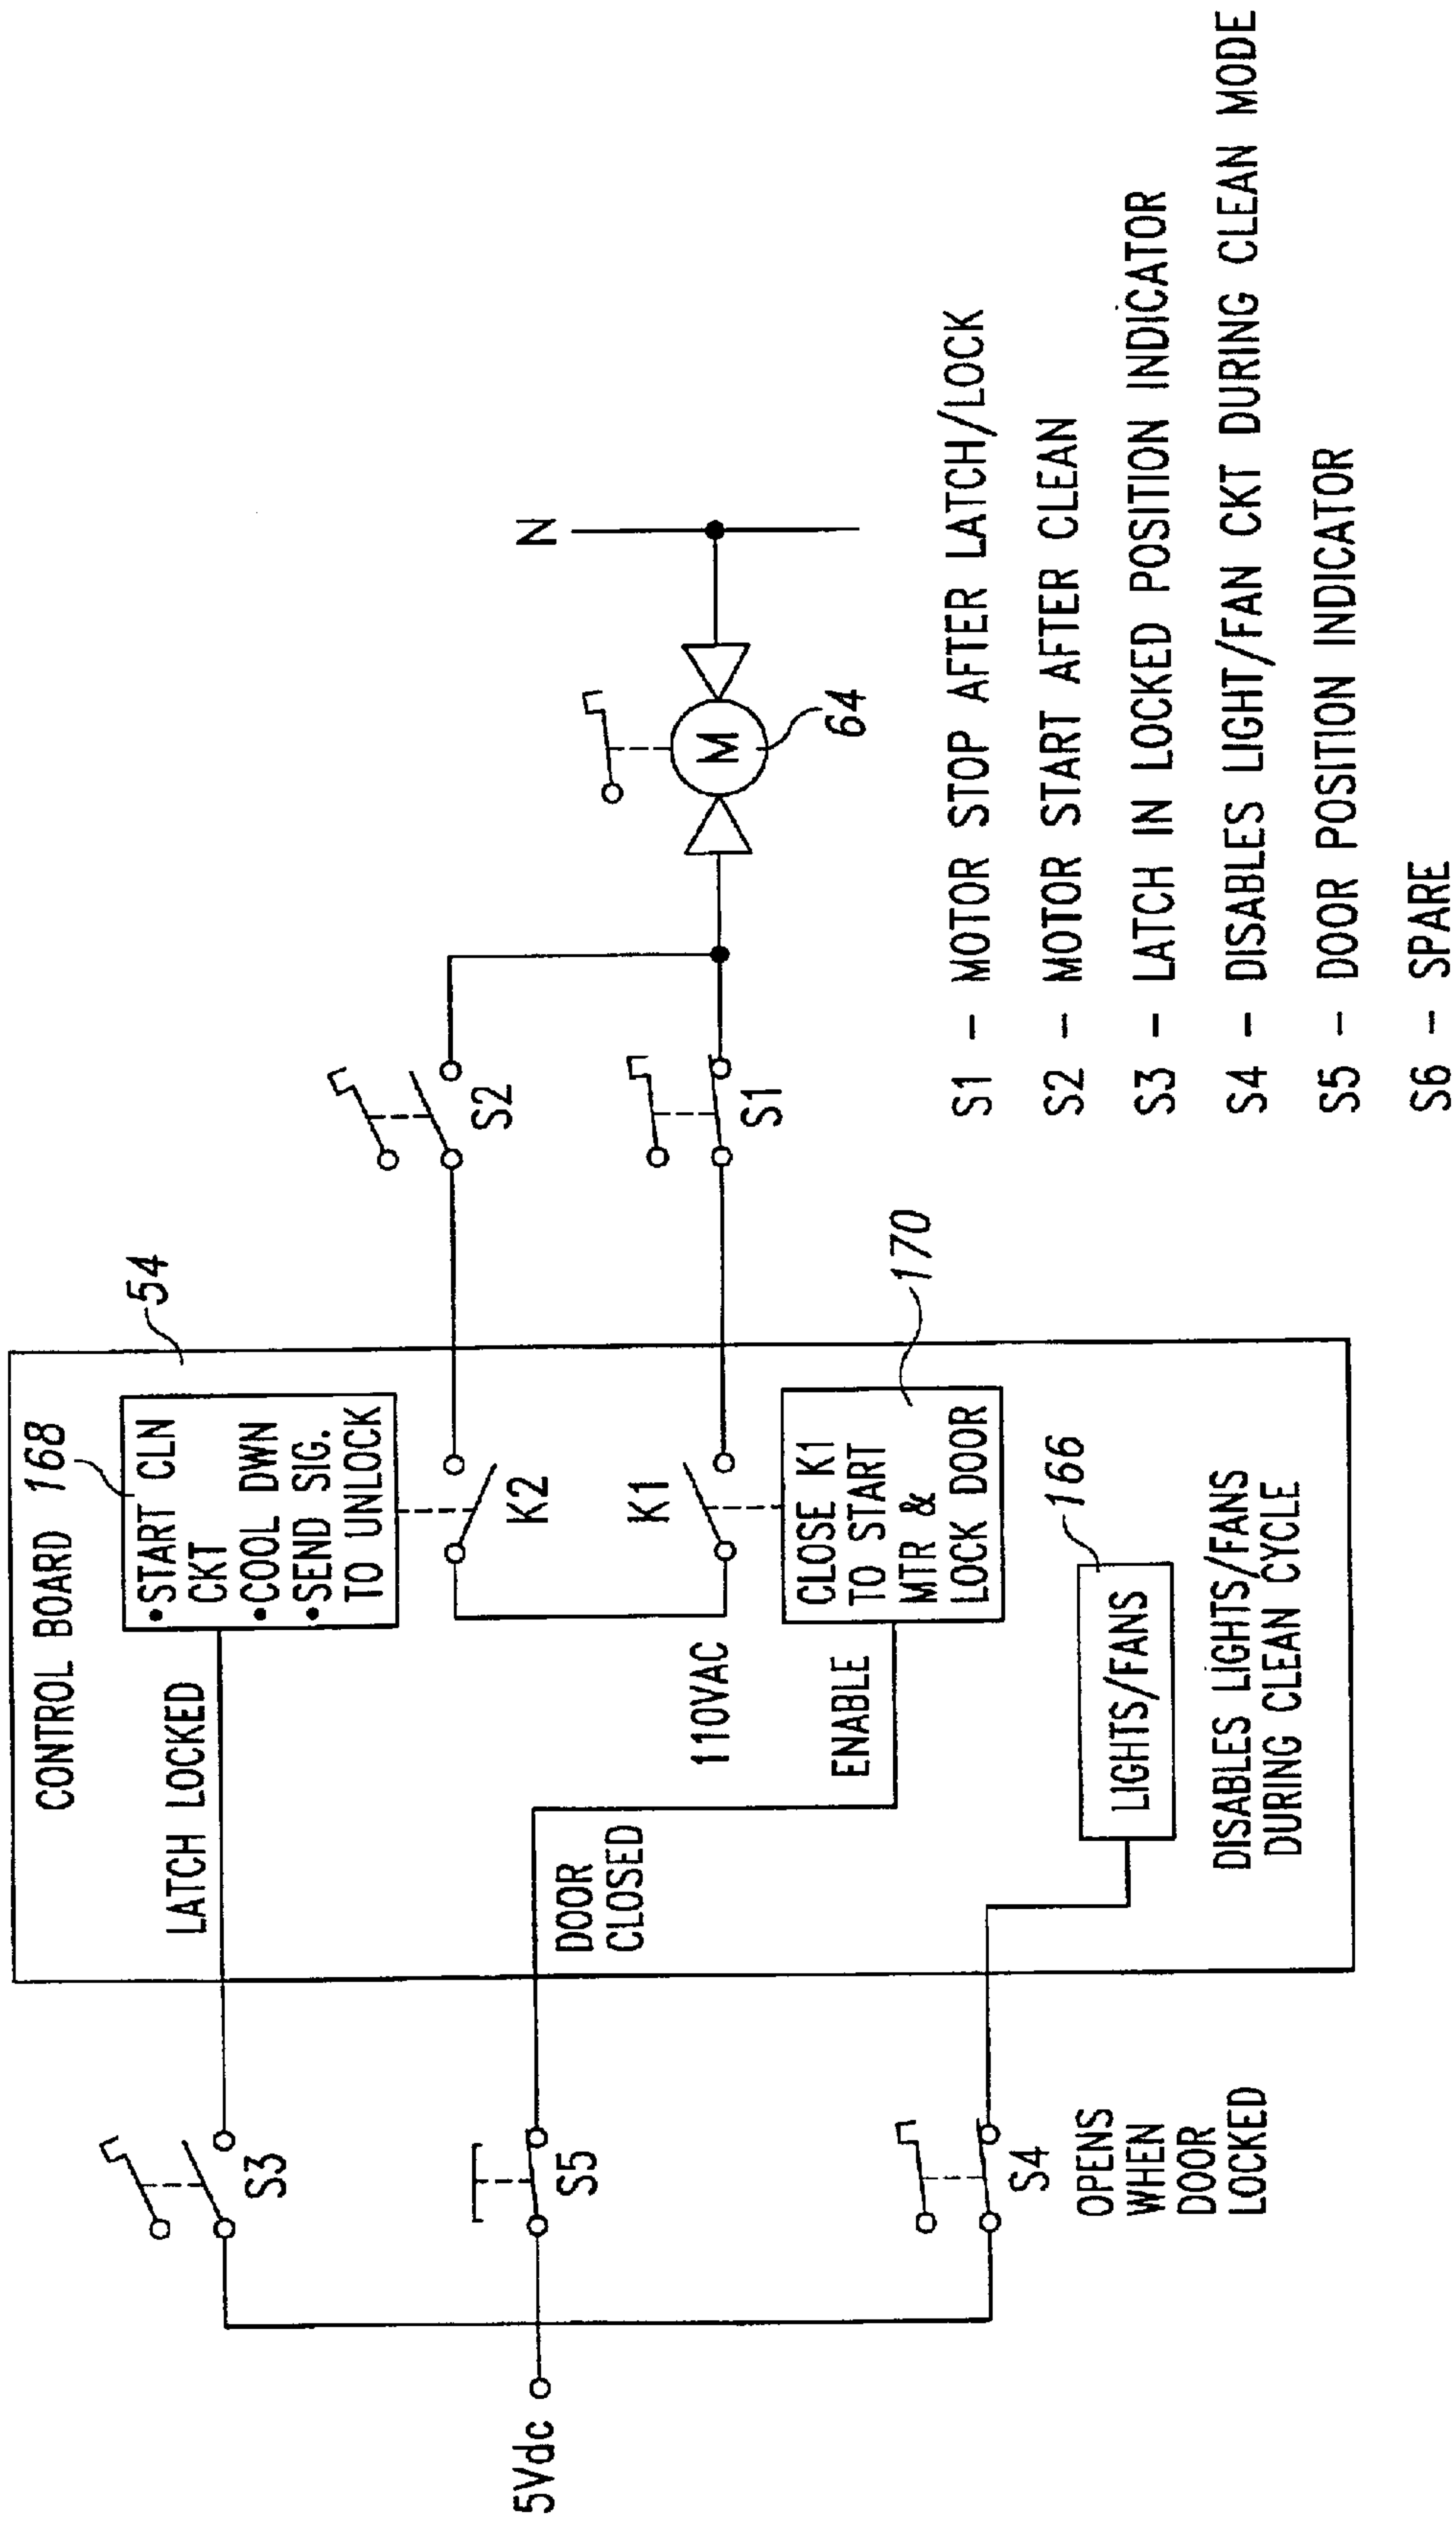 CONTROL BOARD 168
54
LATCH LOCKED
•START CLN
CKT
•COOL DWN
•SEND SIG.
TO UNLOCK
S3
S2
K2
N
5Vdc
S5
DOOR
CLOSED
110VAC
K1
S1
M
64
ENABLE
CLOSE K1
TO START
MTR &
LOCK DOOR
170
S4
OPENS
WHEN
DOOR
LOCKED
LIGHTS/FANS
166
DISABLES LIGHTS/FANS
DURING CLEAN CYCLE
S1 - MOTOR STOP AFTER LATCH/LOCK
S2 - MOTOR START AFTER CLEAN
S3 - LATCH IN LOCKED POSITION INDICATOR
S4 - DISABLES LIGHT/FAN CKT DURING CLEAN MODE
S5 - DOOR POSITION INDICATOR
S6 - SPARE